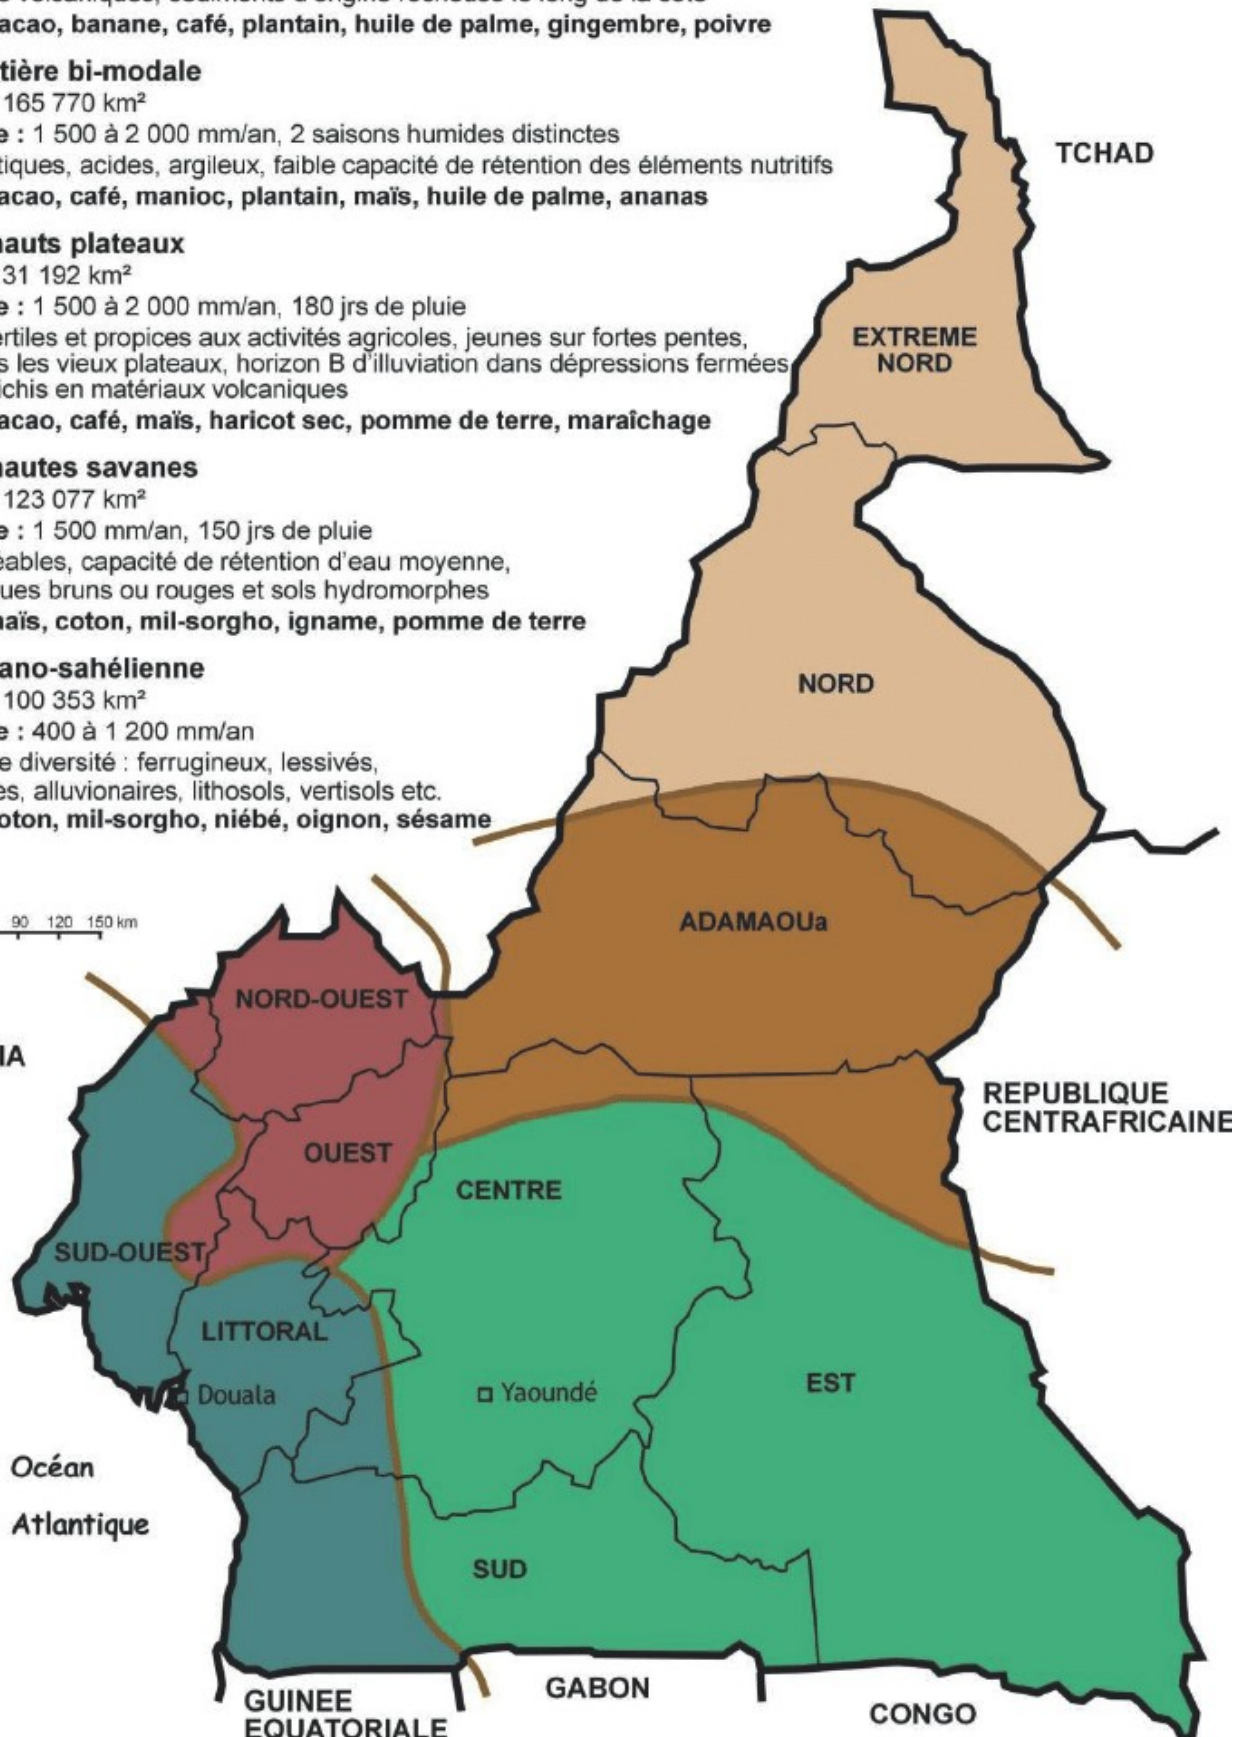 acao, banane, café, plantain, huile de palme, gingembre, poivre
tière bi-modale
165 770 km²
e : 1 500 à 2 000 mm/an, 2 saisons humides distinctes
tiques, acides, argileux, faible capacité de rétention des éléments nutritifs
acao, café, manioc, plantain, maïs, huile de palme, ananas
hauts plateaux
31 192 km²
e : 1 500 à 2 000 mm/an, 180 jrs de pluie
ertiles et propices aux activités agricoles, jeunes sur fortes pentes,
s les vieux plateaux, horizon B d'illuviation dans dépressions fermées
ichis en matériaux volcaniques
acao, café, maïs, haricot sec, pomme de terre, maraîchage
hautes savanes
123 077 km²
e : 1 500 mm/an, 150 jrs de pluie
éables, capacité de rétention d'eau moyenne,
ues bruns ou rouges et sols hydromorphes
naïs, coton, mil-sorgho, igname, pomme de terre
ano-sahélienne
100 353 km²
e : 400 à 1 200 mm/an
e diversité : ferrugineux, lessivés,
es, alluvionaires, lithosols, vertisols etc.
oton, mil-sorgho, niébé, oignon, sésame
90 120 150 km
TCHAD
EXTREME
NORD
NORD
ADAMAOUa
NORD-OUEST
IA
REPUBLIQUE
CENTRAFRICAINE
OUEST
CENTRE
SUD-OUEST
LITTORAL
EST
Douala
Yaoundé
Océan
Atlantique
SUD
GUINEE
EQUATORIALE
GABON
CONGO